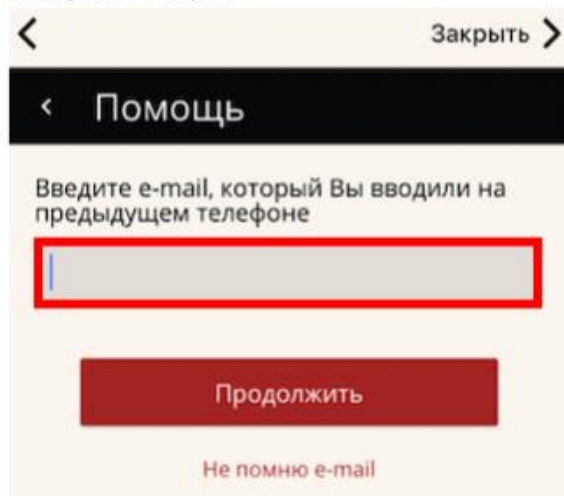 Закрыть
Помощь
Введите e-mail, который Вы вводили на
предыдущем телефоне
Продолжить
Не помню e-mail